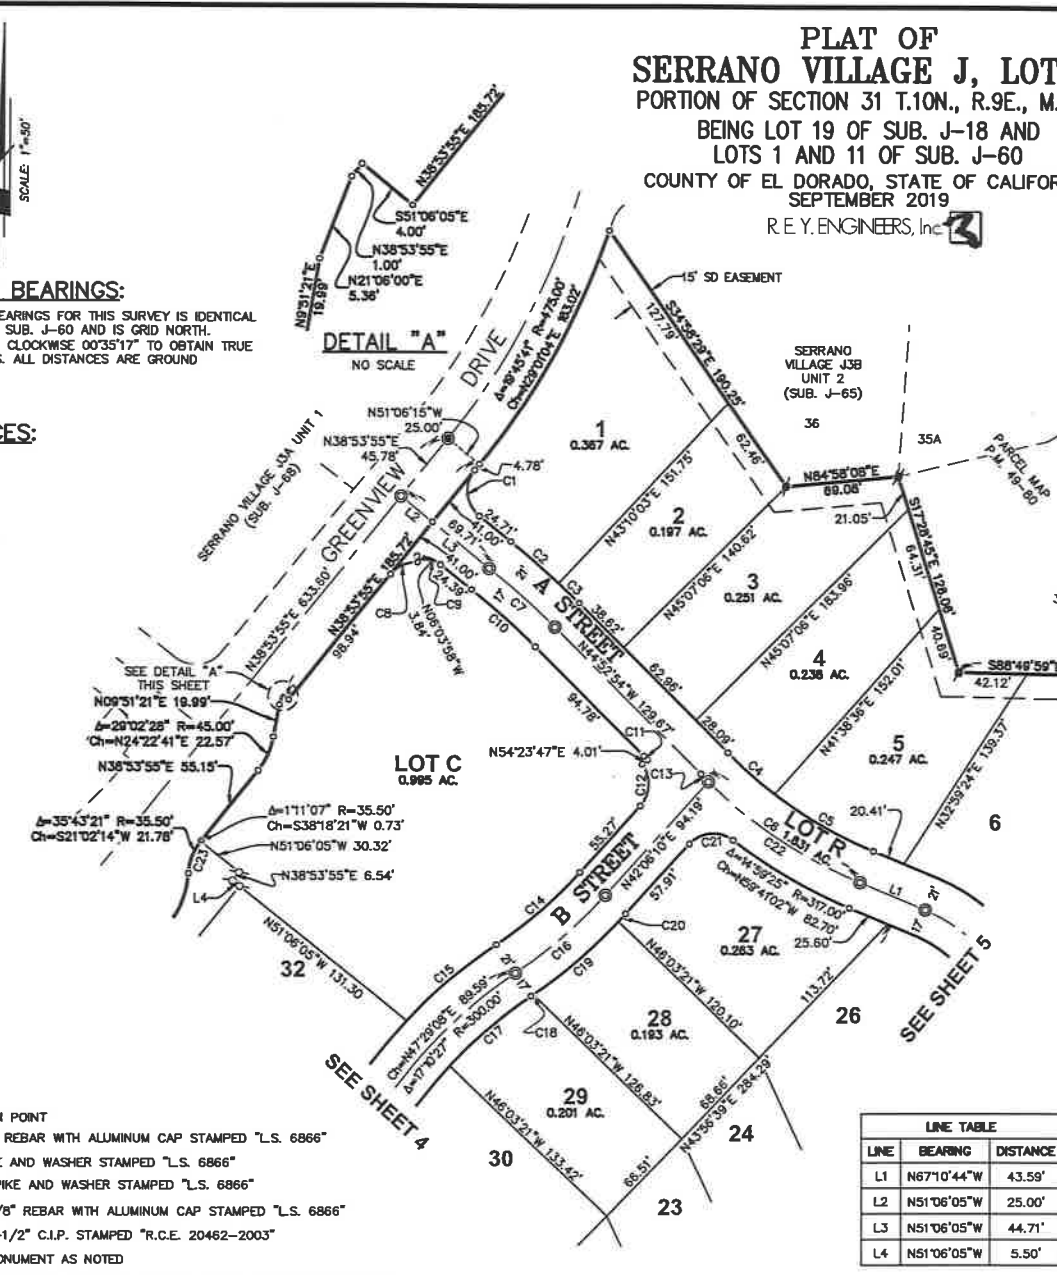 PLAT OF
SERRANO VILLAGE J, LOT
PORTION OF SECTION 31 T.10N., R.9E., M.
BEING LOT 19 OF SUB. J-18 AND
LOTS 1 AND 11 OF SUB. J-60
COUNTY OF EL DORADO, STATE OF CALIFOR
SEPTEMBER 2019
R.E.Y. ENGINEERS, Inc.
SCALE: 1"=50'
BEARINGS:
EARINGS FOR THIS SURVEY IS IDENTICAL
SUB. J-60 AND IS GRID NORTH.
CLOCKWISE 00°35'17" TO OBTAIN TRUE
. ALL DISTANCES ARE GROUND
CES:
N38°53'55"E 185.72'
S51°06'05"E
4.00'
N38°53'55"E
1.00'
N21°06'00"E
5.36'
N9°51'21"E
19.99'
DETAIL "A"
NO SCALE
15' SD EASEMENT
S34°58'29"E 190.25'
127.79'
62.46'
Δ=19°45'41" R=475.00'
Ch=N29°01'04"E 163.02'
DRIVE
GREENVIEW
SERRANO
VILLAGE J3B
UNIT 2
(SUB. J-65)
36
35A
PARCEL MAP
P.M. 49-80
N84°58'08"E
69.08'
21.05'
S17°28'45"E 126.06'
64.31'
40.69'
S86°49'59"E
42.12'
SERRANO VILLAGE J3A UNIT 1
(SUB. J-68)
N51°06'15"W
25.00'
N38°53'55"E
45.78'
4.78'
C1
L2
L3
69.71'
24.71'
41.00'
41.00'
24.39'
C2
C3
21'
17'
C7
C8
C9
C10
N06°03'58"W
3.84'
1
0.367 AC.
N43°10'03"E 151.75'
2
0.197 AC.
N45°07'06"E 140.62'
3
0.251 AC.
N45°07'06"E 183.96'
4
0.236 AC.
N41°38'36"E 152.01'
5
0.247 AC.
N32°59'24"E 139.37'
6
A STREET
38.62'
62.96'
28.09'
N44°52'54"W 129.67'
94.78'
N38°53'55"E 633.60'
N38°53'55"E 185.72'
98.94'
SEE DETAIL "A"
THIS SHEET
N09°51'21"E 19.99'
Δ=29°02'28" R=45.00'
Ch=N24°22'41"E 22.57'
N38°53'55"E 55.15'
Δ=35°43'21" R=35.50'
Ch=S21°02'14"W 21.78'
Δ=1°11'07" R=35.50'
Ch=S38°18'21"W 0.73'
N51°06'05"W 30.32'
N38°53'55"E 6.54'
C23
L4
LOT C
0.995 AC.
N54°23'47"E 4.01'
C11
C12
C13
C4
C5
C6
C22
20.41'
LOT R
1.831 AC.
L1
21'
17'
55.27'
B STREET
N42°06'10"E 94.19'
57.91'
C21
C20
Δ=14°59'25" R=317.00'
Ch=N59°41'02"W 82.70'
25.60'
27
0.263 AC.
C14
C15
C16
C19
N51°06'05"W 131.30
32
Ch=N47°29'08"E 89.59'
Δ=17°10'27" R=300.00'
21'
17'
C17
C18
N46°03'21"W 120.10'
28
0.193 AC.
N46°03'21"W 126.83'
29
0.201 AC.
N46°03'21"W 133.42'
113.72'
68.66'
N43°56'39"E 284.29'
66.51'
26
24
23
30
SEE SHEET 5
SEE SHEET 4
POINT
REBAR WITH ALUMINUM CAP STAMPED "L.S. 6866"
AND WASHER STAMPED "L.S. 6866"
PIKE AND WASHER STAMPED "L.S. 6866"
/8" REBAR WITH ALUMINUM CAP STAMPED "L.S. 6866"
-1/2" C.I.P. STAMPED "R.C.E. 20462-2003"
ONUMENT AS NOTED
LINE TABLE
LINE BEARING DISTANCE
L1 N67°10'44"W 43.59'
L2 N51°06'05"W 25.00'
L3 N51°06'05"W 44.71'
L4 N51°06'05"W 5.50'